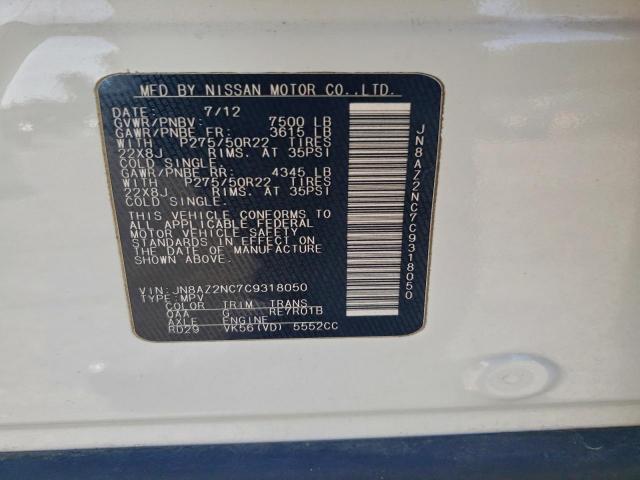 MFD BY NISSAN MOTOR CO.,LTD.
DATE: 7/12
GVWR/PNBV: 7500 LB
GAWR/PNBE FR: 3615 LB
WITH P275/50R22 TIRES
22X8J RIMS. AT 35PSI
COLD SINGLE
GAWR/PNBE RR: 4345 LB
WITH P275/50R22 TIRES
22X8J RIMS. AT 35PSI
COLD SINGLE
THIS VEHICLE CONFORMS TO
ALL APPLICABLE FEDERAL
MOTOR VEHICLE SAFETY
STANDARDS IN EFFECT ON
THE DATE OF MANUFACTURE
SHOWN ABOVE.
VIN: JN8AZ2NC7C9318050
TYPE: MPV
COLOR TRIM TRANS
QAA G RE7R01B
AXLE ENGINE
RD29 VK56(VD) 5552CC
JN8AZ2NC7C9318050